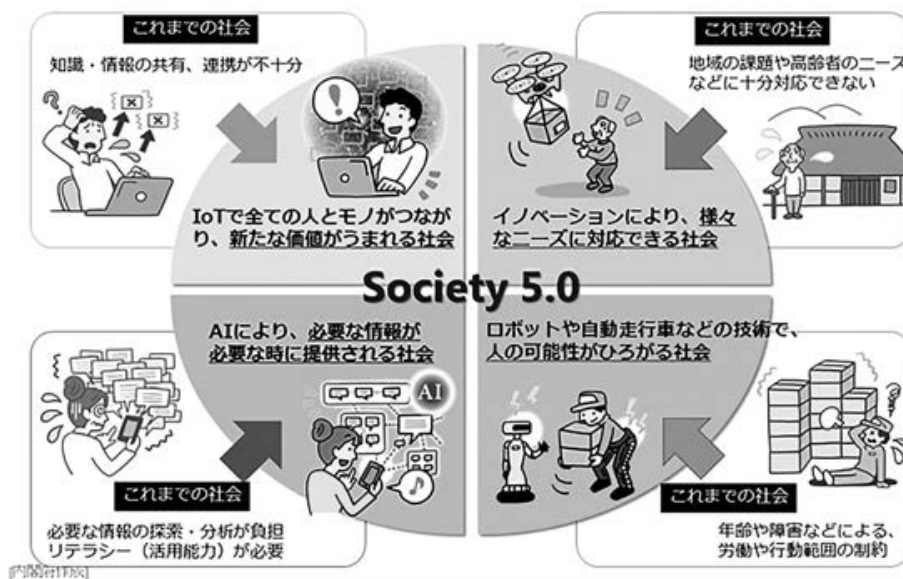 これまでの社会
知識・情報の共有、連携が不十分
IoTで全ての人とモノがつなが
り、新たな価値がうまれる社会
これまでの社会
地域の課題や高齢者のニーズ
などに十分対応できない
イノベーションにより、様々
なニーズに対応できる社会
Society 5.0
AIにより、必要な情報が
必要な時に提供される社会
AI
これまでの社会
必要な情報の探索・分析が負担
リテラシー（活用能力）が必要
ロボットや自動走行車などの技術で、
人の可能性がひろがる社会
これまでの社会
年齢や障害などによる、
労働や行動範囲の制約